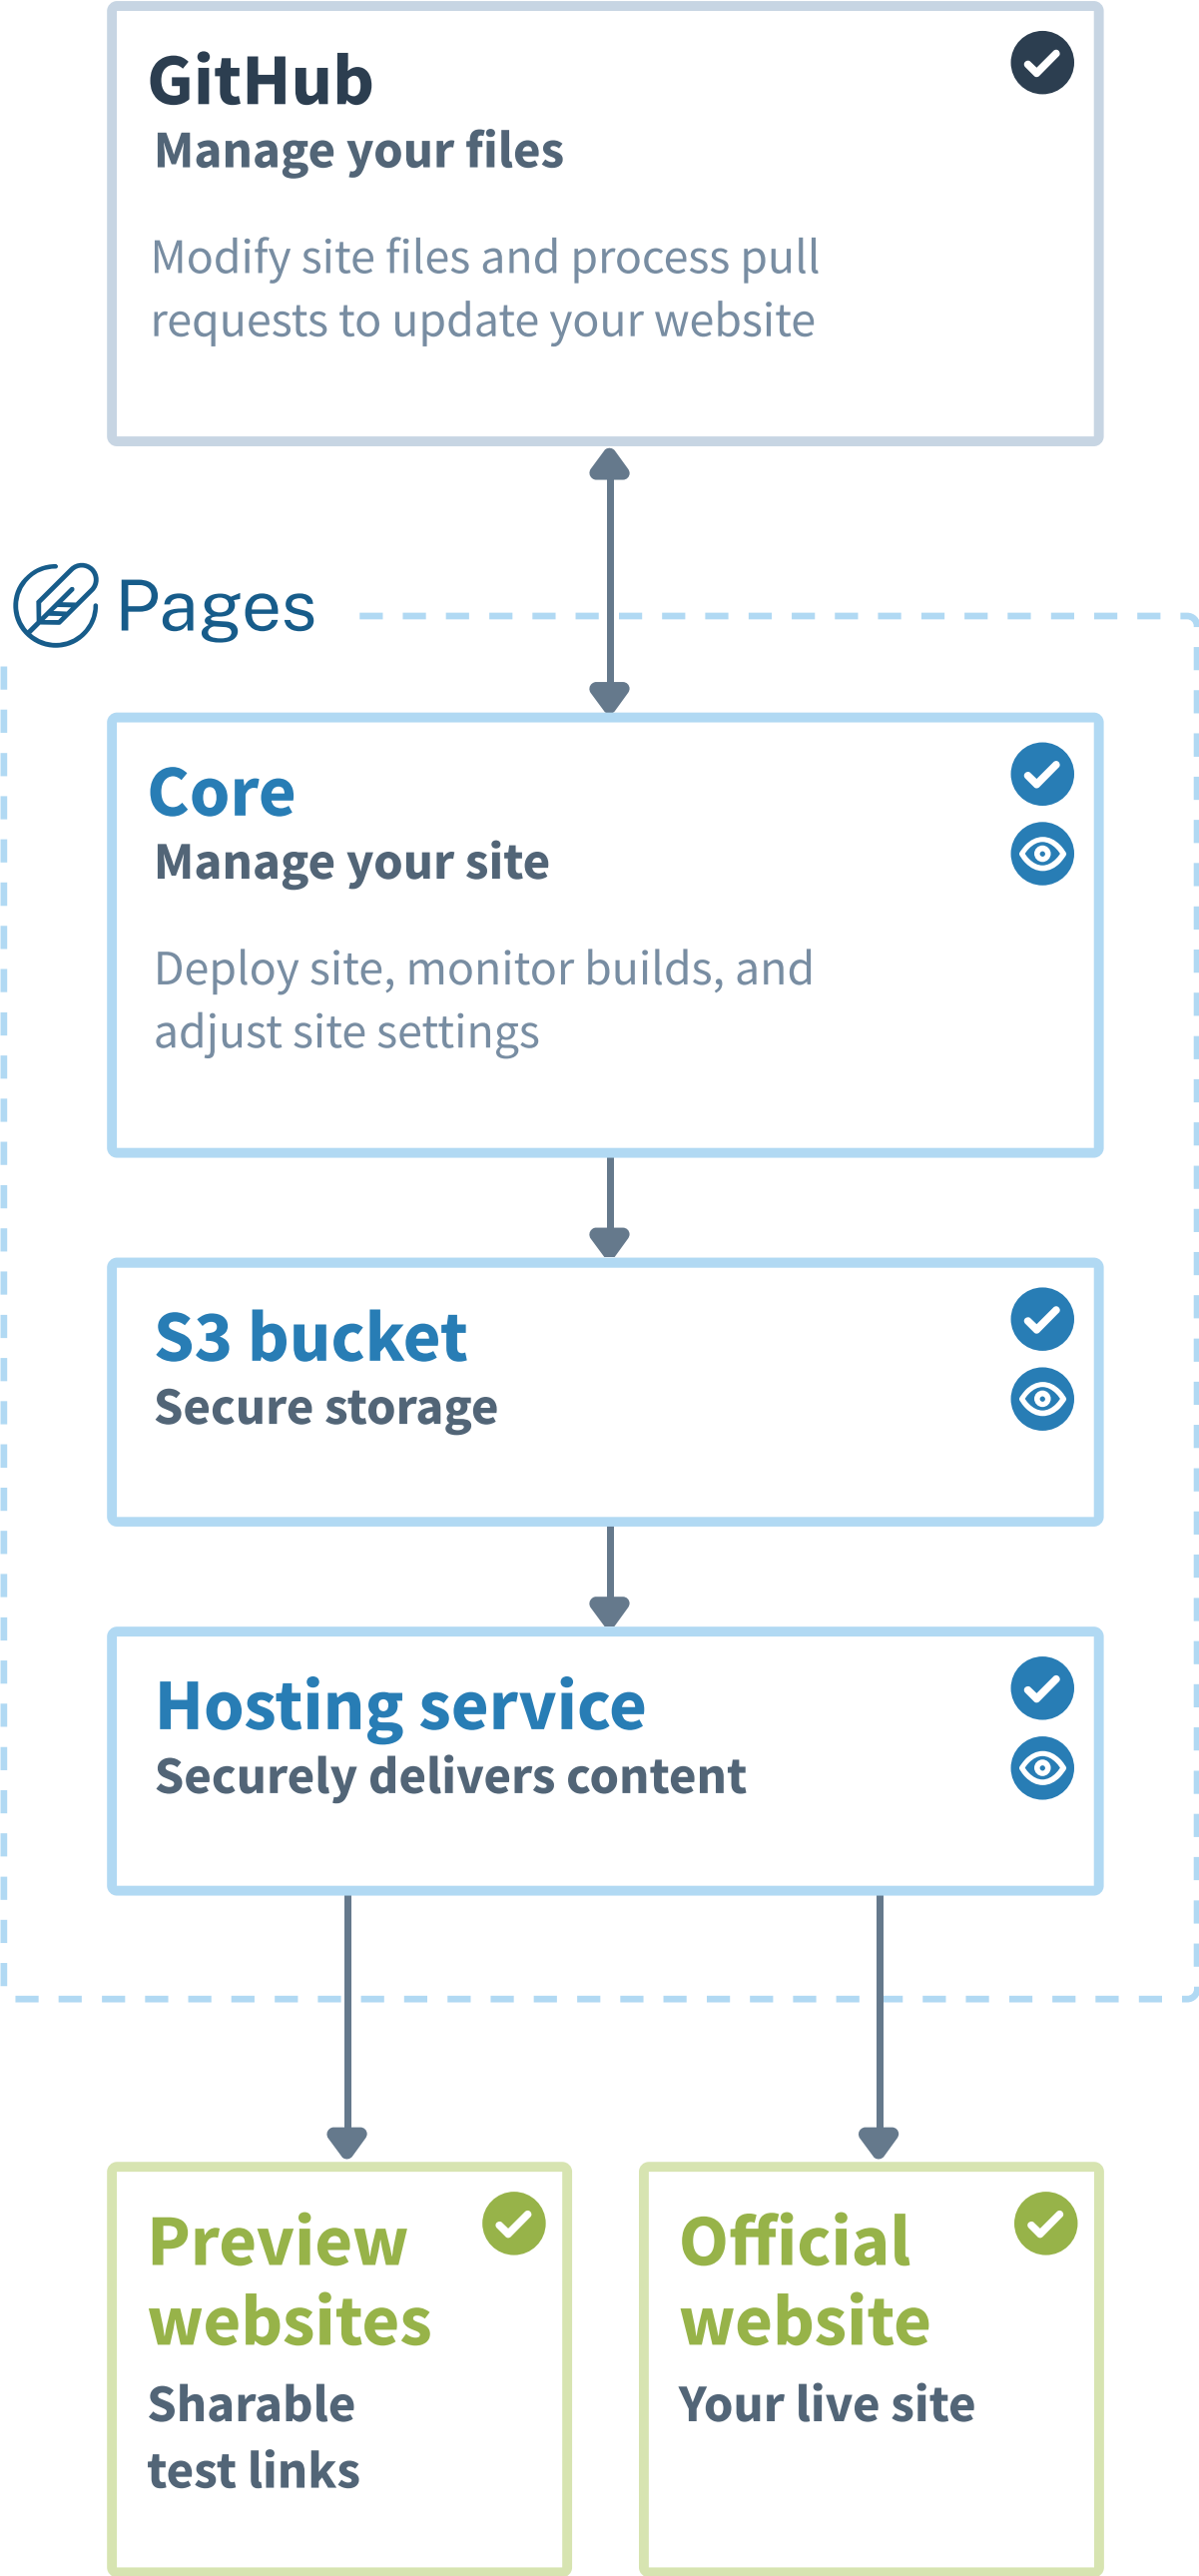 GitHub
Manage your files
Modify site files and process pull
requests to update your website
Pages
Core
Manage your site
Deploy site, monitor builds, and
adjust site settings
S3 bucket
Secure storage
Hosting service
Securely delivers content
Preview
websites
Sharable
test links
Official
website
Your live site